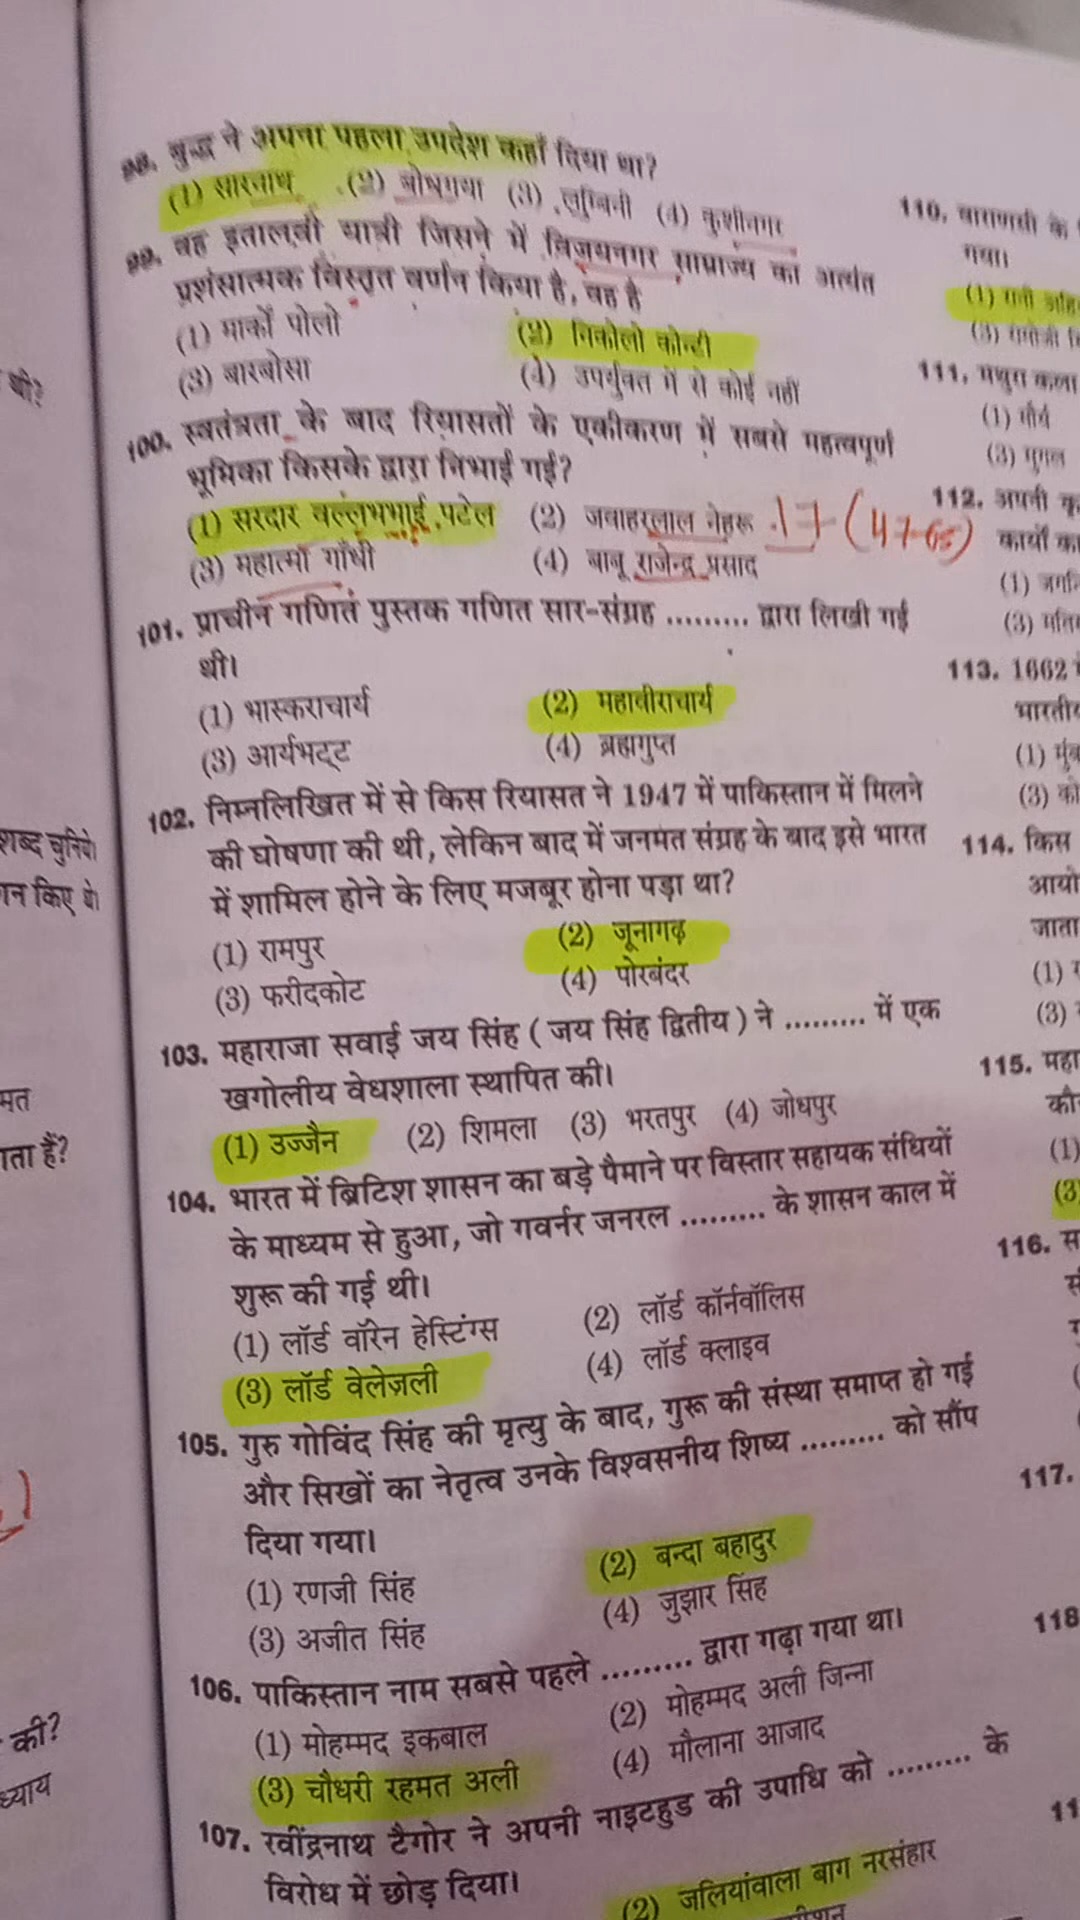 98. बुद्ध ने अपना पहला उपदेश कहाँ दिया था?
(1) सारनाथ (2) बोधगया (3) लुम्बिनी (4) कुशीनगर
99. वह इतालवी यात्री जिसने में विजयनगर साम्राज्य का अत्यंत
प्रशंसात्मक विस्तृत वर्णन किया है, वह है
(1) मार्को पोलो (2) निकोलो कोन्टी
(3) बारबोसा (4) उपर्युक्त में से कोई नहीं
100. स्वतंत्रता के बाद रियासतों के एकीकरण में सबसे महत्वपूर्ण
भूमिका किसके द्वारा निभाई गई?
(1) सरदार वल्लभभाई पटेल (2) जवाहरलाल नेहरू 17 (47-65)
(3) महात्मा गाँधी (4) बाबू राजेन्द्र प्रसाद
101. प्राचीन गणित पुस्तक गणित सार-संग्रह ......... द्वारा लिखी गई
थी।
(1) भास्कराचार्य (2) महावीराचार्य
(3) आर्यभट्ट (4) ब्रह्मगुप्त
102. निम्नलिखित में से किस रियासत ने 1947 में पाकिस्तान में मिलने
की घोषणा की थी, लेकिन बाद में जनमत संग्रह के बाद इसे भारत
में शामिल होने के लिए मजबूर होना पड़ा था?
(1) रामपुर (2) जूनागढ़
(3) फरीदकोट (4) पोरबंदर
103. महाराजा सवाई जय सिंह ( जय सिंह द्वितीय ) ने ......... में एक
खगोलीय वेधशाला स्थापित की।
(1) उज्जैन (2) शिमला (3) भरतपुर (4) जोधपुर
104. भारत में ब्रिटिश शासन का बड़े पैमाने पर विस्तार सहायक संधियों
के माध्यम से हुआ, जो गवर्नर जनरल ......... के शासन काल में
शुरू की गई थी।
(1) लॉर्ड वॉरेन हेस्टिंग्स (2) लॉर्ड कॉर्नवॉलिस
(3) लॉर्ड वेलेज़ली (4) लॉर्ड क्लाइव
105. गुरु गोविंद सिंह की मृत्यु के बाद, गुरू की संस्था समाप्त हो गई
और सिखों का नेतृत्व उनके विश्वसनीय शिष्य ......... को सौंप
दिया गया।
(1) रणजी सिंह (2) बन्दा बहादुर
(3) अजीत सिंह (4) जुझार सिंह
106. पाकिस्तान नाम सबसे पहले ......... द्वारा गढ़ा गया था।
(1) मोहम्मद इकबाल (2) मोहम्मद अली जिन्ना
(3) चौधरी रहमत अली (4) मौलाना आजाद
107. रवींद्रनाथ टैगोर ने अपनी नाइटहुड की उपाधि को ......... के
विरोध में छोड़ दिया।
(2) जलियांवाला बाग नरसंहार
110. वाराणसी के
गया।
(1) रानी
111. मथुरा कला
(1) मौर्य
(3) मुगल
112. अपनी
कार्यों
(1)
(3)
113. 1662
(1)
(3)
114. किस
(1)
(3)
115.
(1)
(3)
116.
117.
118
11
थी?
शब्द चुनिये।
किए थे।
है?
की?